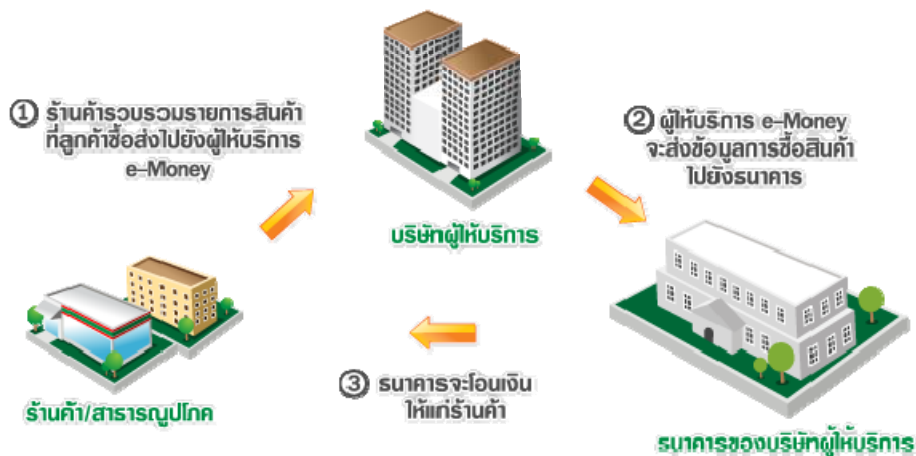 ① ร้านค้ารวบรวมรายการสินค้า
ที่ลูกค้าซื้อส่งไปยังผู้ให้บริการ
e-Money
② ผู้ให้บริการ e-Money
จะส่งข้อมูลการซื้อสินค้า
ไปยังธนาคาร
บริษัทผู้ให้บริการ
③ ธนาคารจะโอนเงิน
ให้แก่ร้านค้า
ร้านค้า/สาธารณูปโภค
ธนาคารของบริษัทผู้ให้บริการ